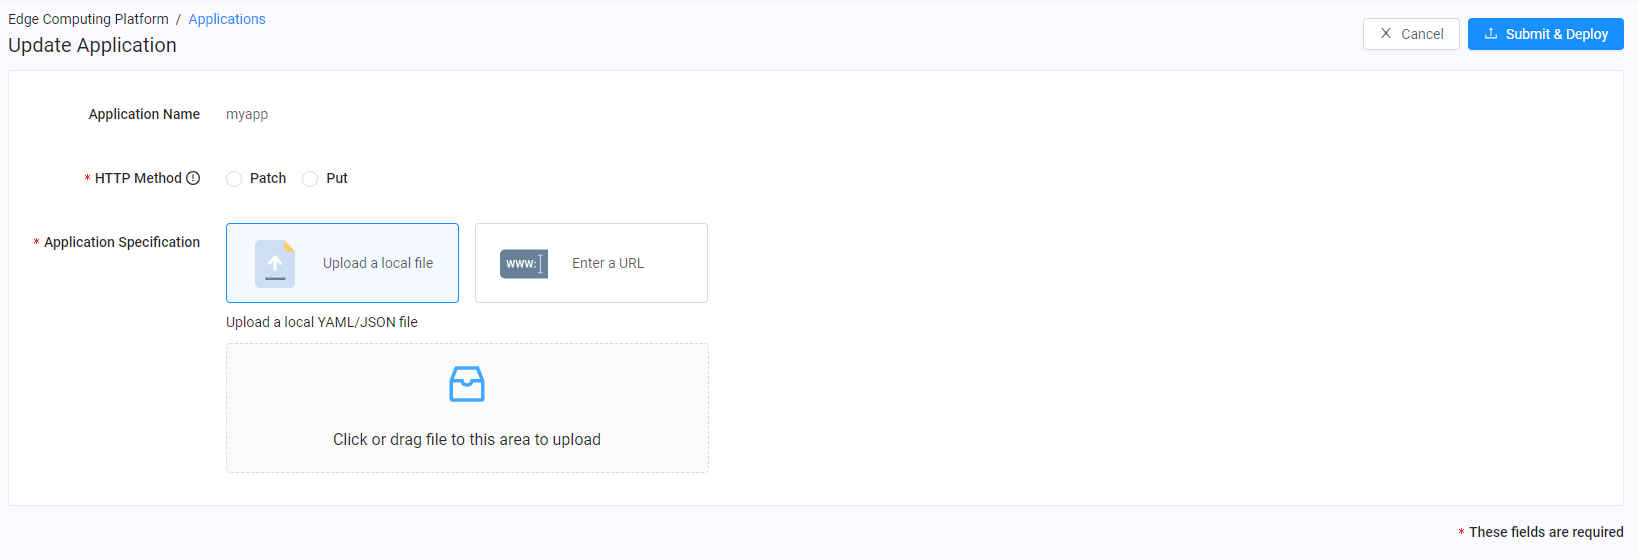 Edge Computing Platform / Applications
Update Application
Cancel
Submit & Deploy
Application Name myapp
* HTTP Method Patch Put
* Application Specification
Upload a local file
www: Enter a URL
Upload a local YAML/JSON file
Click or drag file to this area to upload
* These fields are required